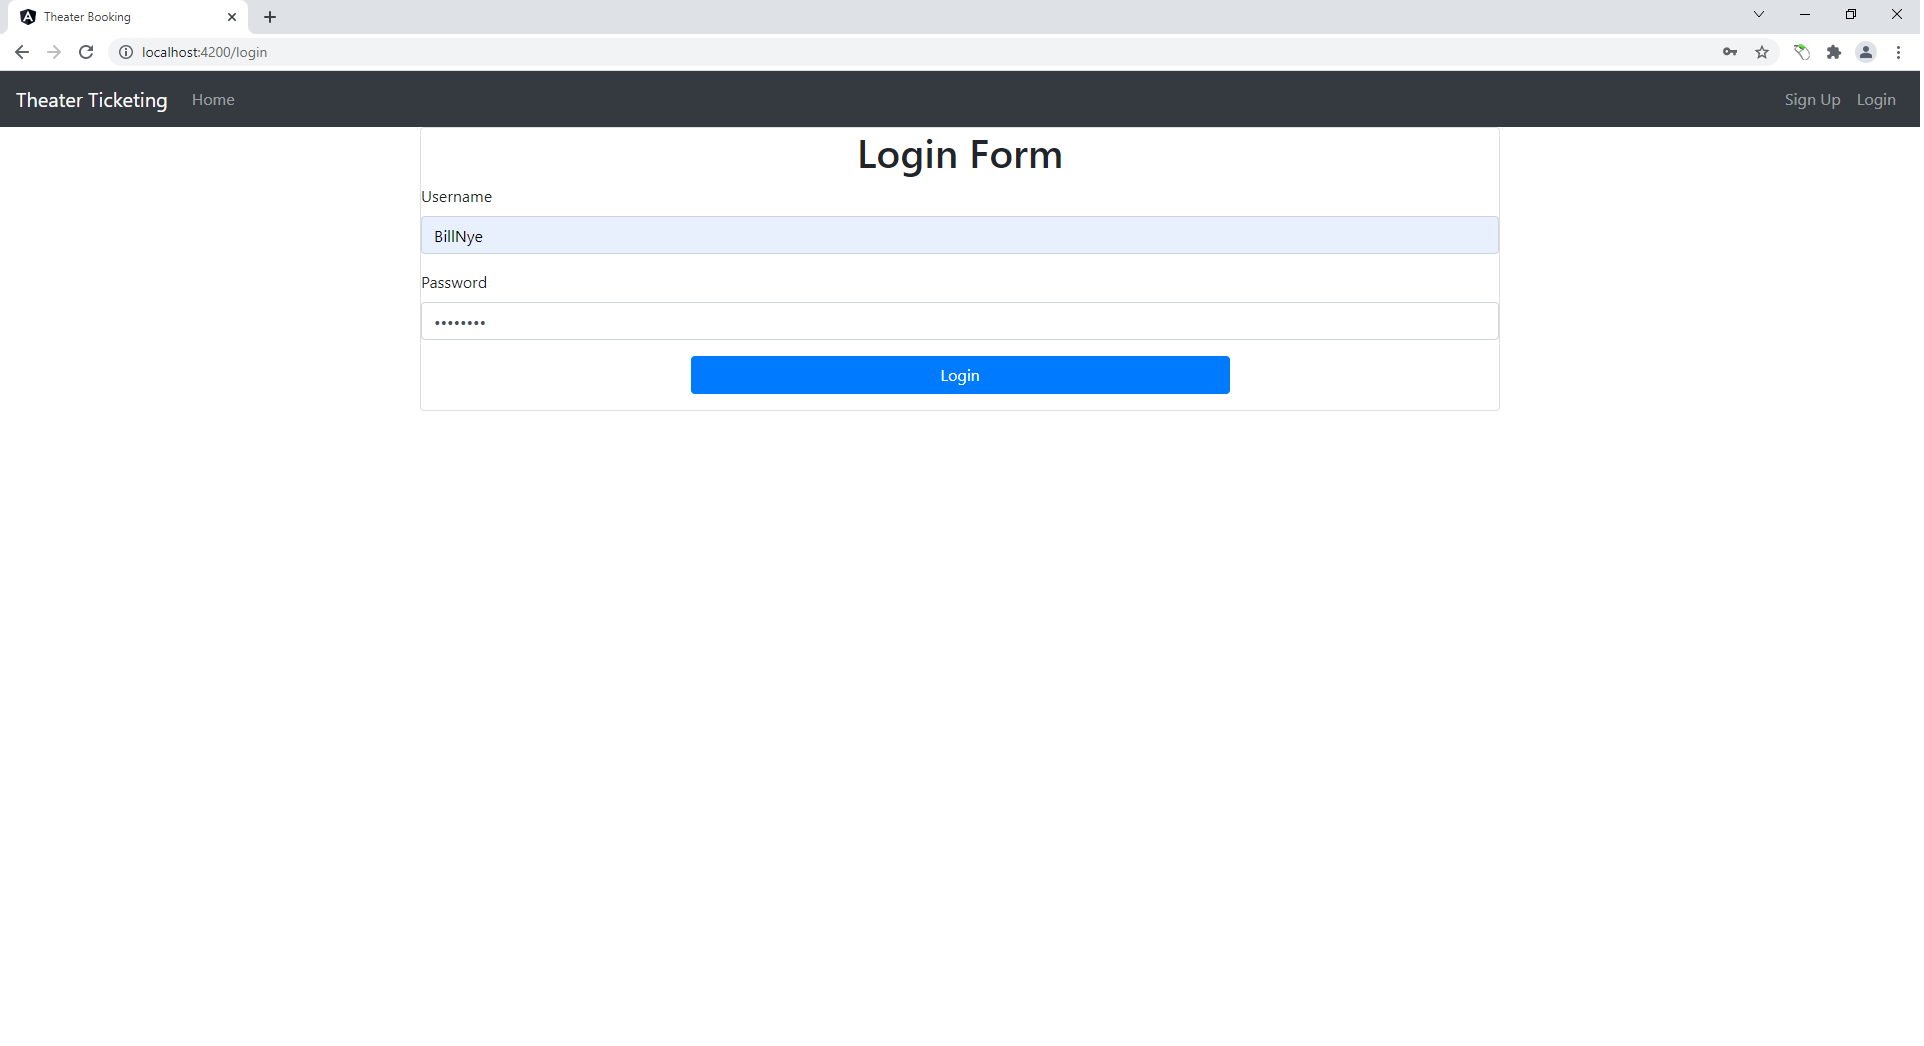 Theater Booking
localhost:4200/login
Theater Ticketing Home Sign Up Login
Login Form
Username
BillNye
Password
••••••••
Login